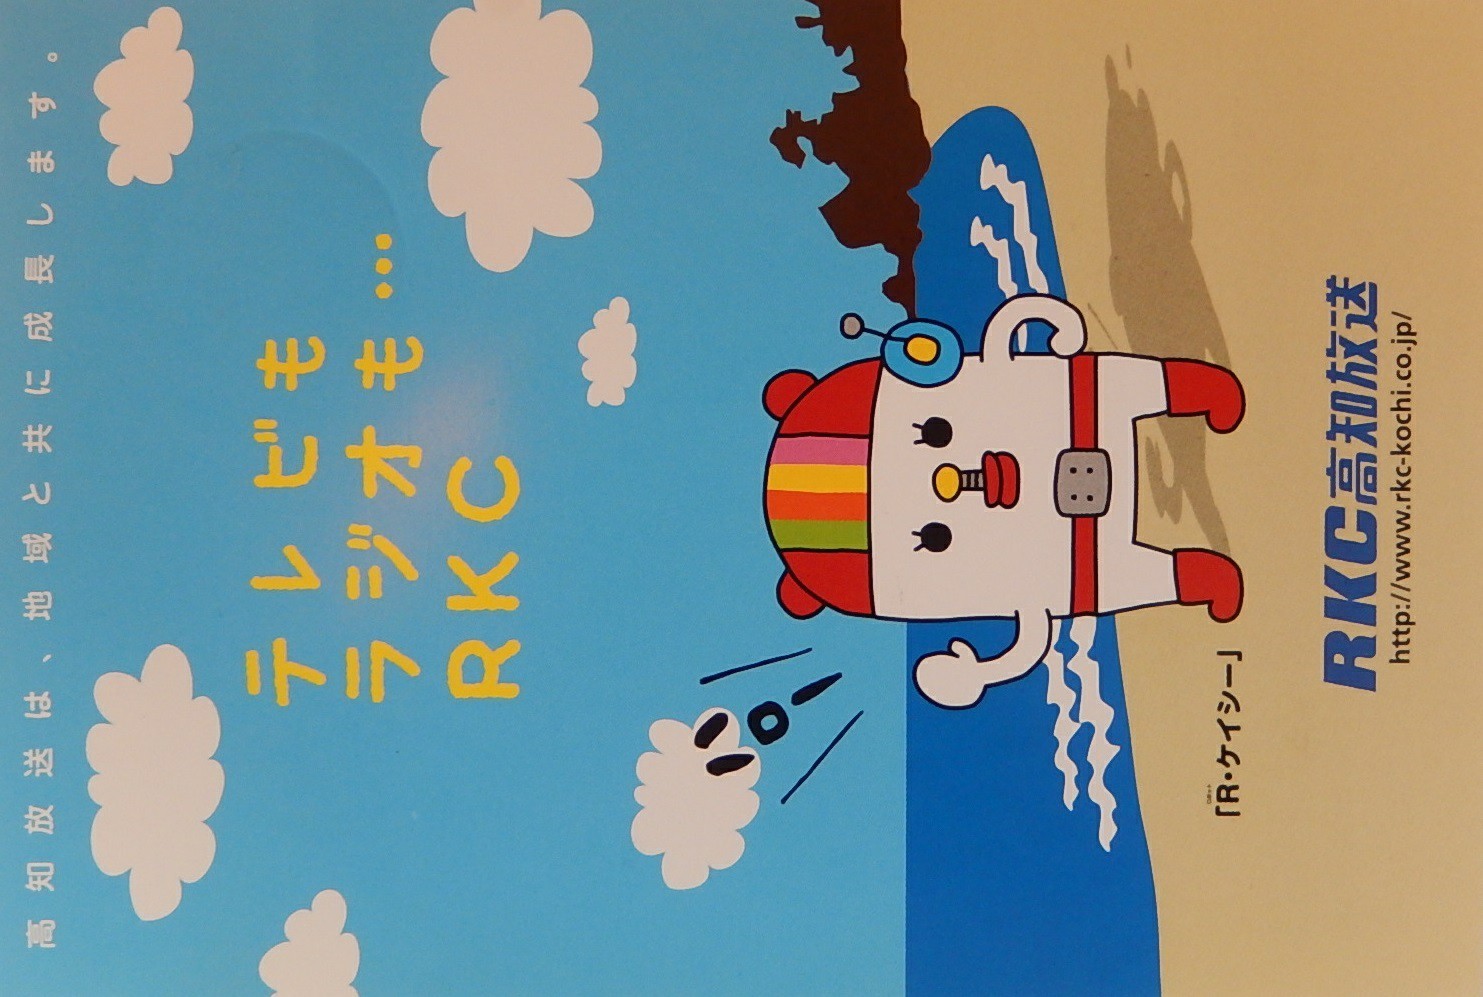 高知放送は、地域と共に成長します。
テレビも
ラジオも…
RKC
「R・ケイシー」
RKC高知放送
http://www.rkc-kochi.co.jp/